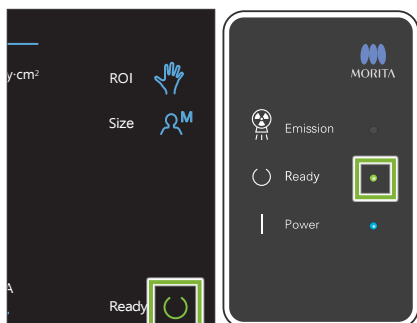 y·cm²
ROI
Size
M
A
Ready
MORITA
Emission
Ready
Power